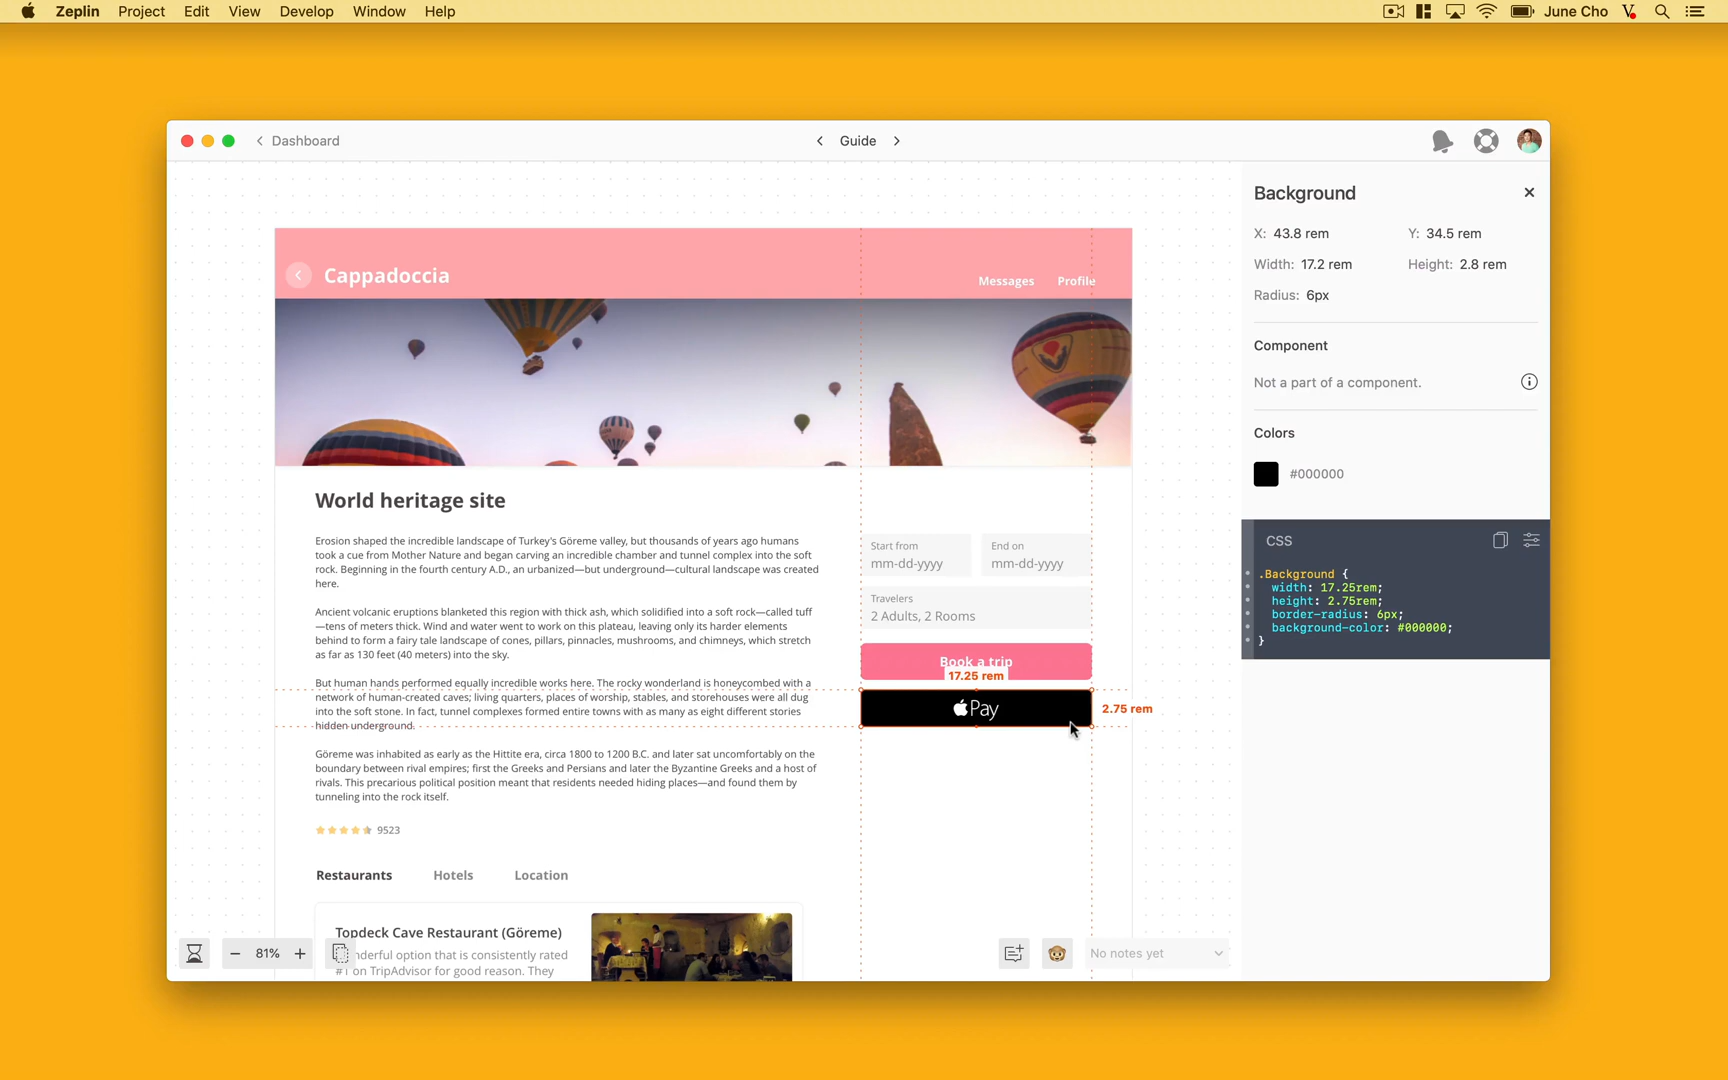 Zeplin Project Edit View Develop Window Help
June Cho
Dashboard
Guide
Cappadoccia
Messages Profile
World heritage site
Erosion shaped the incredible landscape of Turkey's Göreme valley, but thousands of years ago humans
took a cue from Mother Nature and began carving an incredible chamber and tunnel complex into the soft
rock. Beginning in the fourth century A.D., an urbanized—but underground—cultural landscape was created
here.
Ancient volcanic eruptions blanketed this region with thick ash, which solidified into a soft rock—called tuff
—tens of meters thick. Wind and water went to work on this plateau, leaving only its harder elements
behind to form a fairy tale landscape of cones, pillars, pinnacles, mushrooms, and chimneys, which stretch
as far as 130 feet (40 meters) into the sky.
But human hands performed equally incredible works here. The rocky wonderland is honeycombed with a
network of human-created caves; living quarters, places of worship, stables, and storehouses were all dug
into the soft stone. In fact, tunnel complexes formed entire towns with as many as eight different stories
hidden underground.
Göreme was inhabited as early as the Hittite era, circa 1800 to 1200 B.C. and later sat uncomfortably on the
boundary between rival empires; first the Greeks and Persians and later the Byzantine Greeks and a host of
rivals. This precarious political position meant that residents needed hiding places—and found them by
tunneling into the rock itself.
9523
Restaurants Hotels Location
Topdeck Cave Restaurant (Göreme)
nderful option that is consistently rated
#1 on TripAdvisor for good reason. They
Start from
mm-dd-yyyy
End on
mm-dd-yyyy
Travelers
2 Adults, 2 Rooms
Book a trip
17.25 rem
Pay
2.75 rem
81%
No notes yet
Background
X: 43.8 rem Y: 34.5 rem
Width: 17.2 rem Height: 2.8 rem
Radius: 6px
Component
Not a part of a component.
Colors
#000000
CSS
.Background {
width: 17.25rem;
height: 2.75rem;
border-radius: 6px;
background-color: #000000;
}